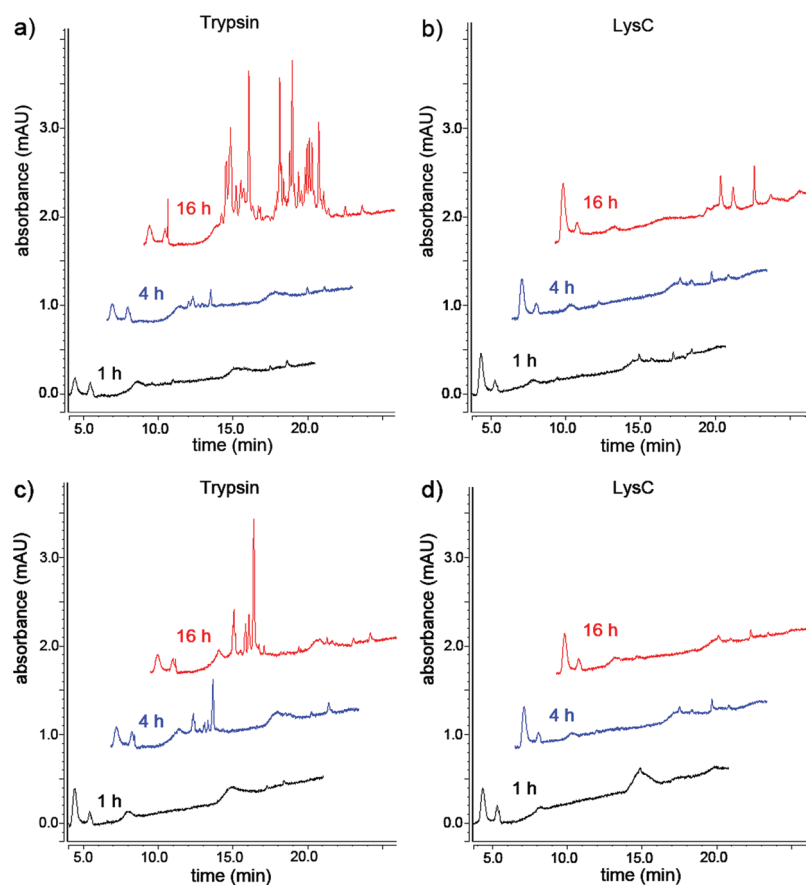 a) Trypsin
absorbance (mAU)
3.0
2.0
1.0
0.0
16 h
4 h
1 h
5.0 10.0 15.0 20.0
time (min)
b) LysC
absorbance (mAU)
3.0
2.0
1.0
0.0
16 h
4 h
1 h
5.0 10.0 15.0 20.0
time (min)
c) Trypsin
absorbance (mAU)
3.0
2.0
1.0
0.0
16 h
4 h
1 h
5.0 10.0 15.0 20.0
time (min)
d) LysC
absorbance (mAU)
3.0
2.0
1.0
0.0
16 h
4 h
1 h
5.0 10.0 15.0 20.0
time (min)